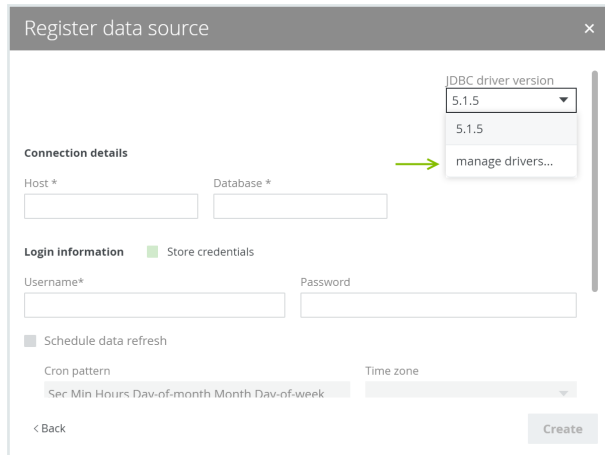 Register data source ×
JDBC driver version
5.1.5
5.1.5
manage drivers...
Connection details
Host * Database *
Login information Store credentials
Username* Password
Schedule data refresh
Cron pattern Time zone
Sec Min Hours Day-of-month Month Day-of-week
< Back Create